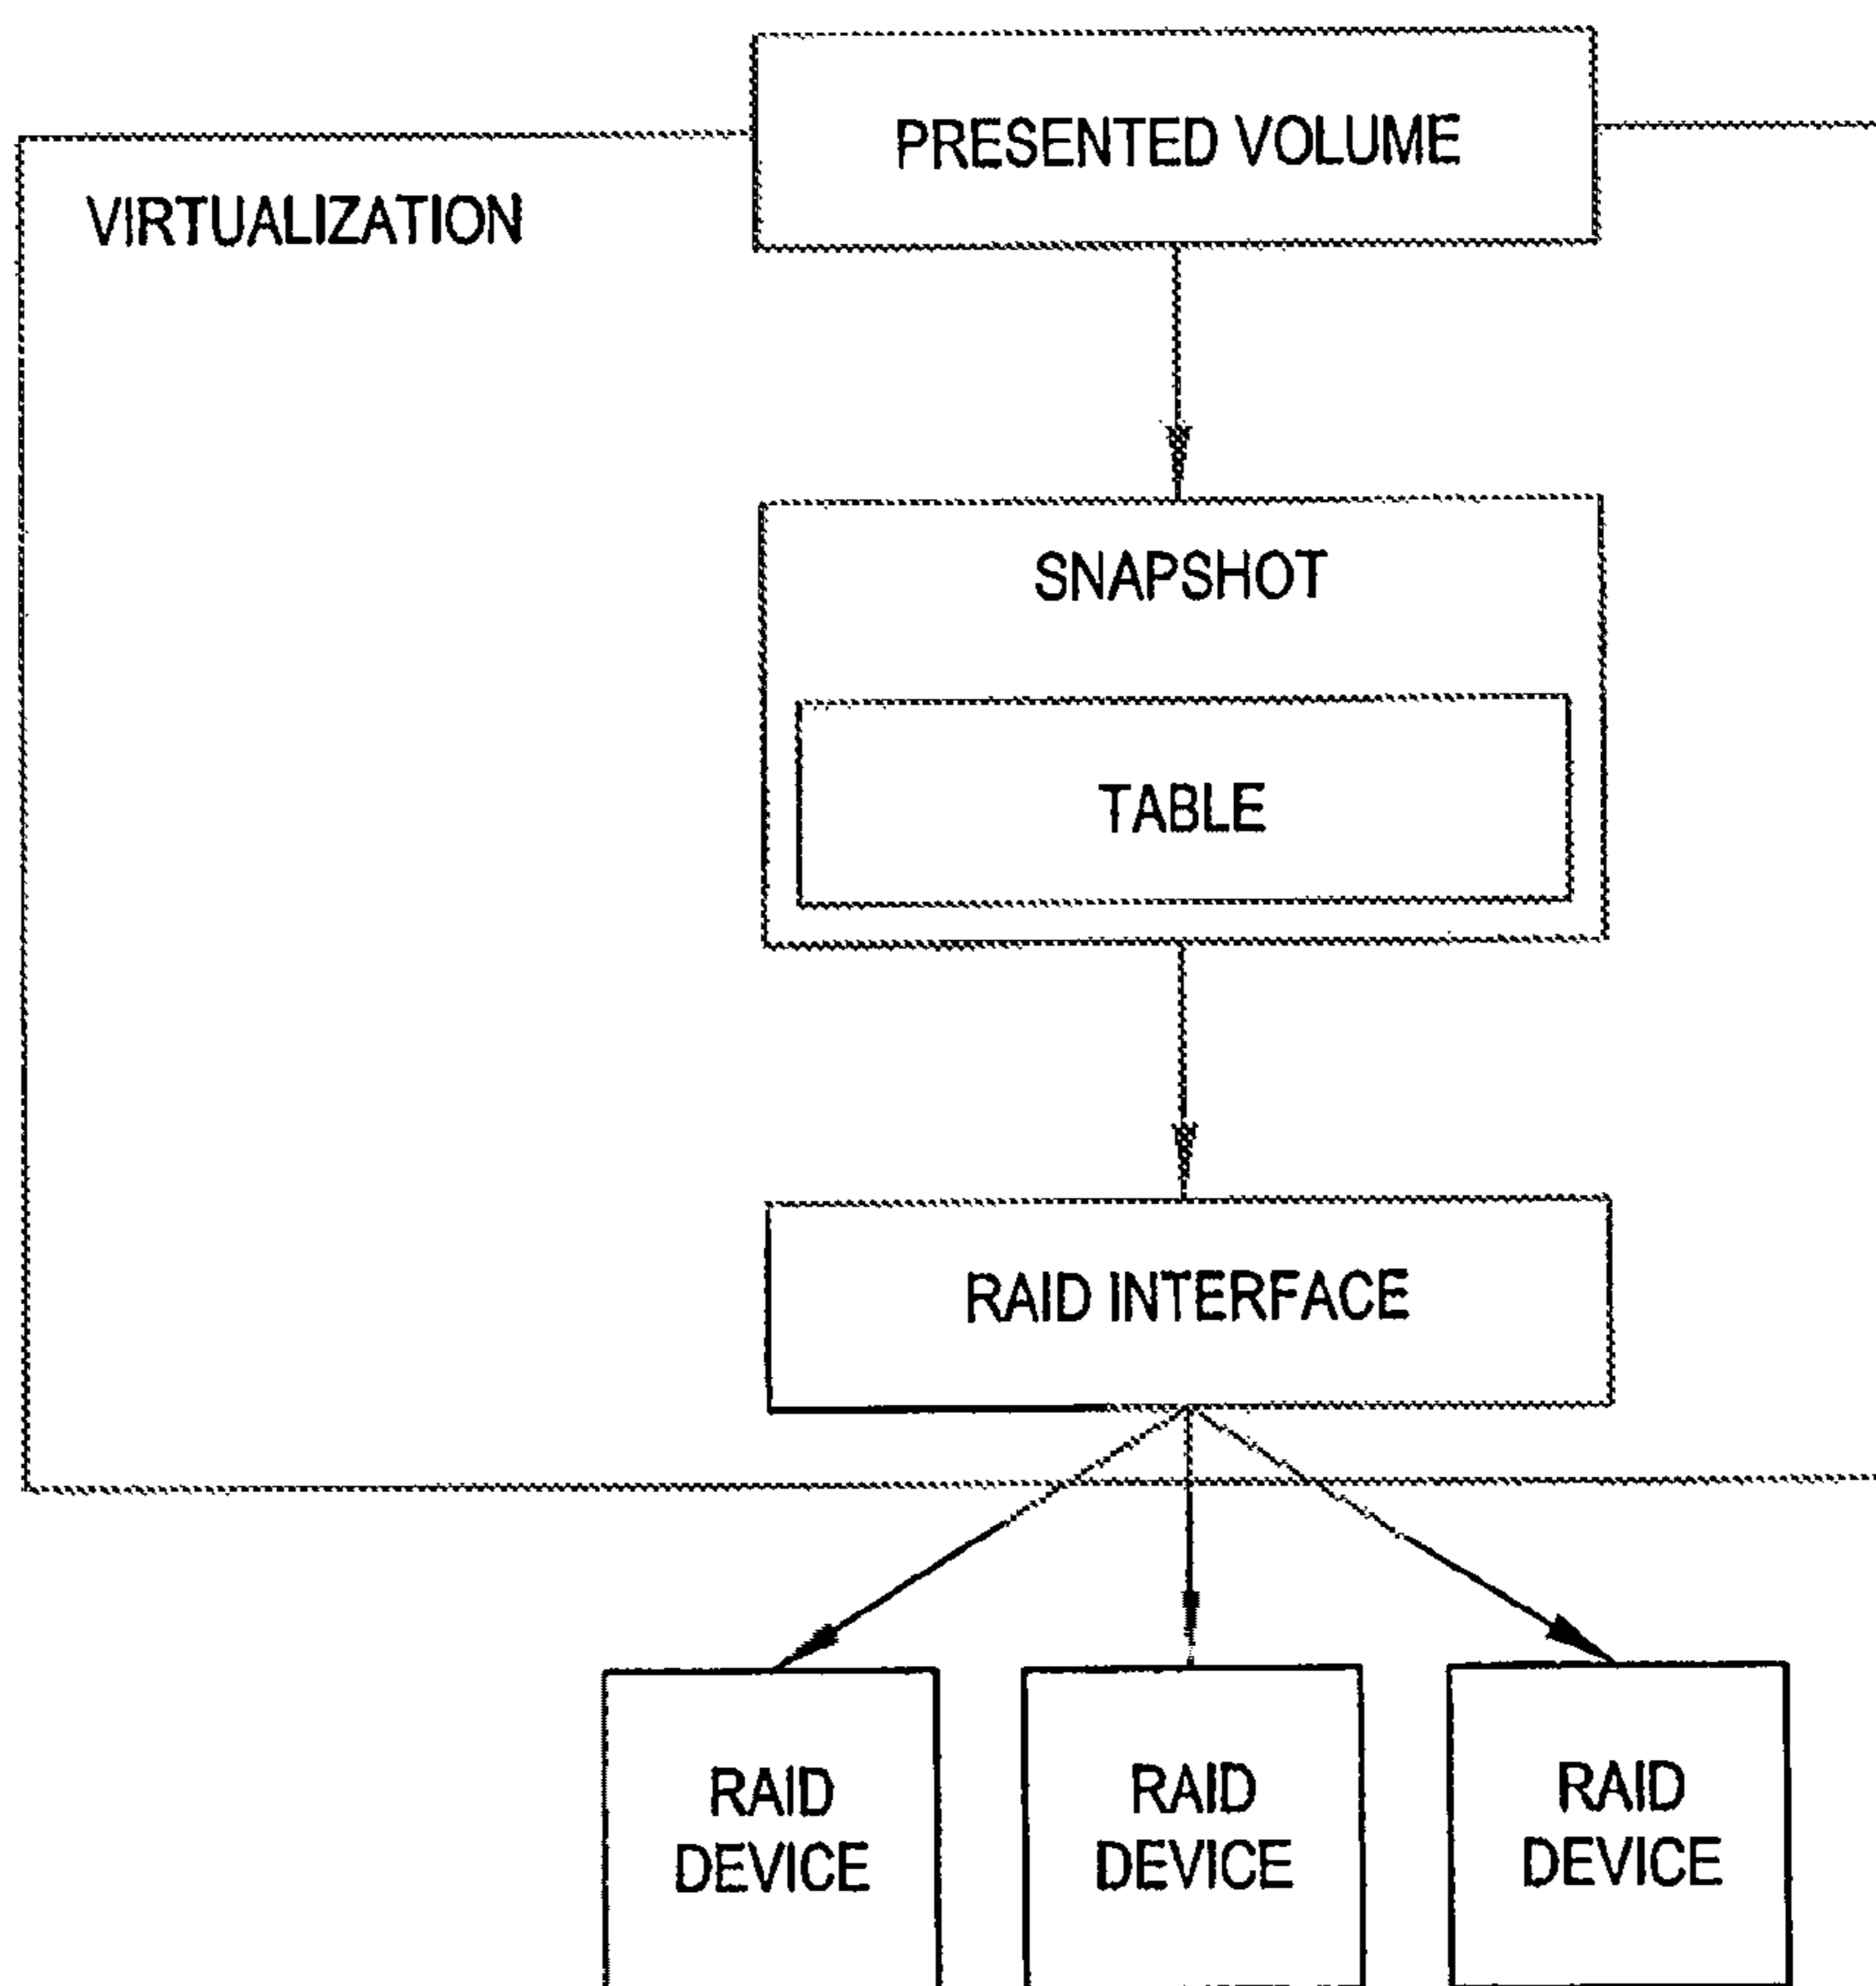 PRESENTED VOLUME
VIRTUALIZATION
SNAPSHOT
TABLE
RAID INTERFACE
RAID
DEVICE
RAID
DEVICE
RAID
DEVICE